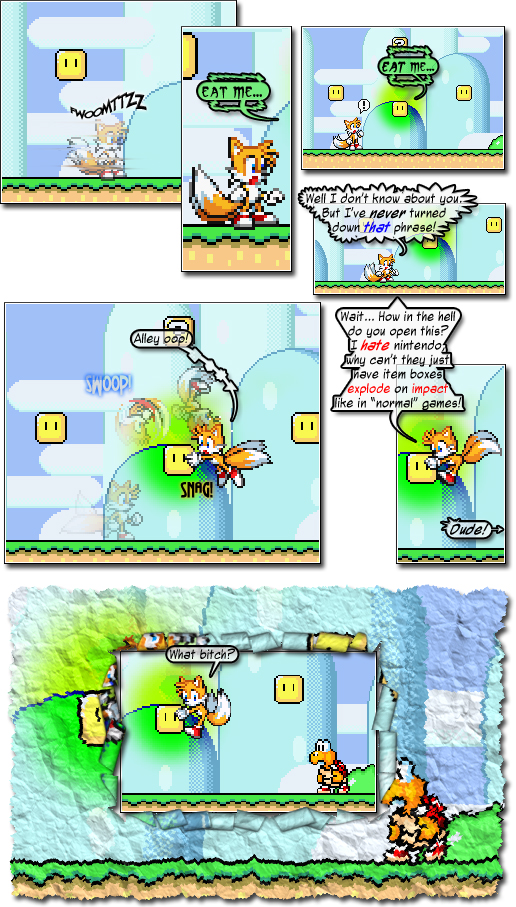 FWOOMTTZZ
EAT ME...
EAT ME...
!
Well I don't know about you.
But I've never turned
down that phrase!
Alley oop!
SWOOP!
SNAG!
Wait... How in the hell
do you open this?
I hate nintendo,
why can't they just
have item boxes
explode on impact
like in "normal" games!
Dude!
What bitch?